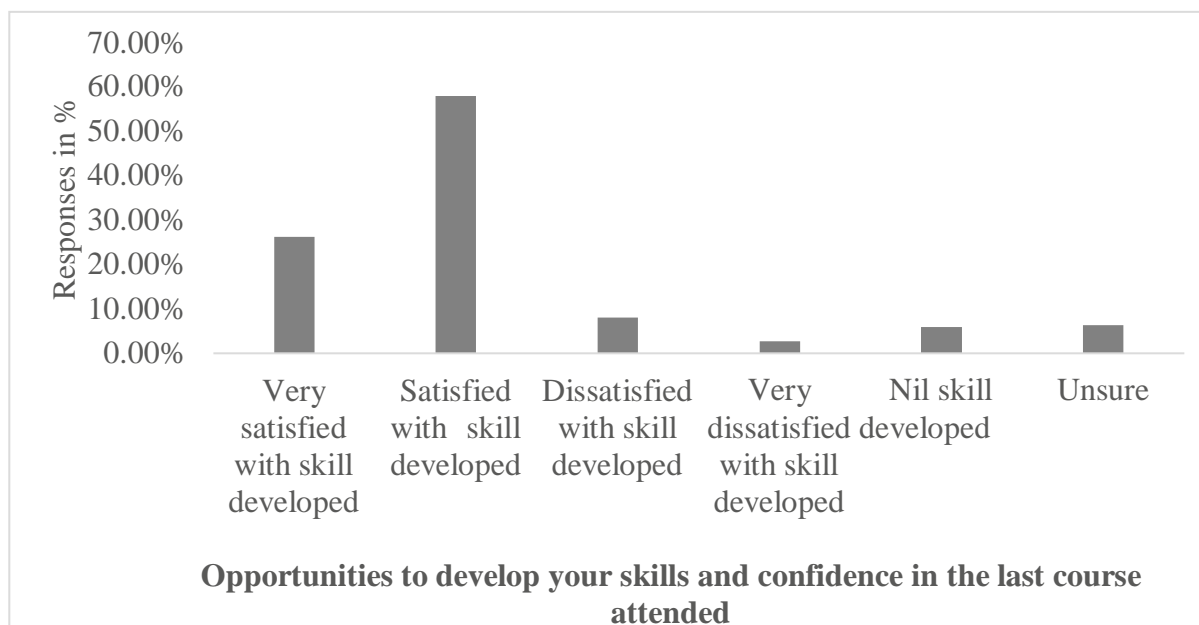 70.00%
60.00%
50.00%
40.00%
30.00%
20.00%
10.00%
0.00%
Responses in %
Very
satisfied
with skill
developed
Satisfied
with skill
developed
Dissatisfied
with skill
developed
Very
dissatisfied
with skill
developed
Nil skill
developed
Unsure
Opportunities to develop your skills and confidence in the last course
attended